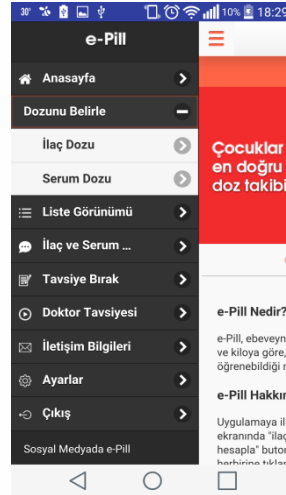 30°
10%
18:29
e-Pill
Anasayfa
Dozunu Belirle
İlaç Dozu
Serum Dozu
Liste Görünümü
İlaç ve Serum ...
Tavsiye Bırak
Doktor Tavsiyesi
İletişim Bilgileri
Ayarlar
Çıkış
Sosyal Medyada e-Pill
Çocuklar
en doğru
doz takibi
e-Pill Nedir?
e-Pill, ebeveyn
ve kiloya göre,
öğrenebildiği
e-Pill Hakkın
Uygulamaya
ekranında "ilaç
hesapla"
herbirine